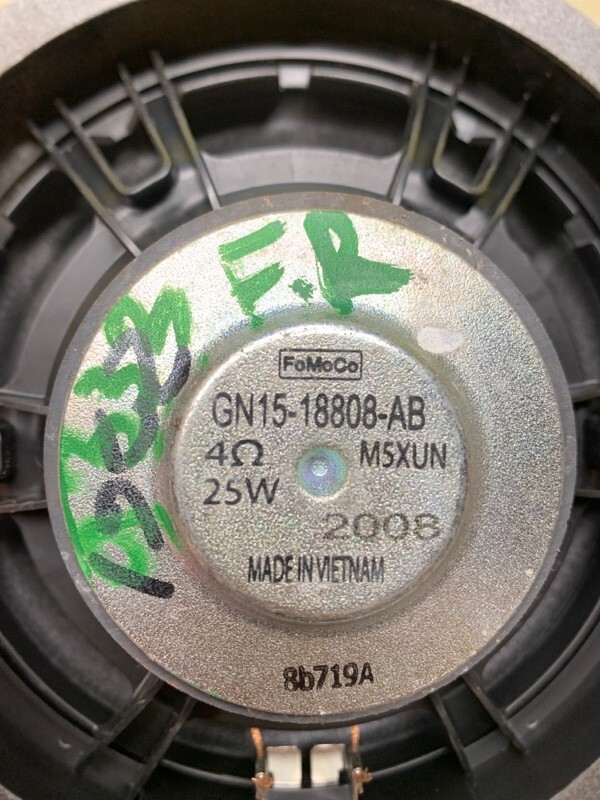 F.R
FoMoCo
GN15-18808-AB
4Ω M5XUN
25W
2008
MADE IN VIETNAM
8b719A